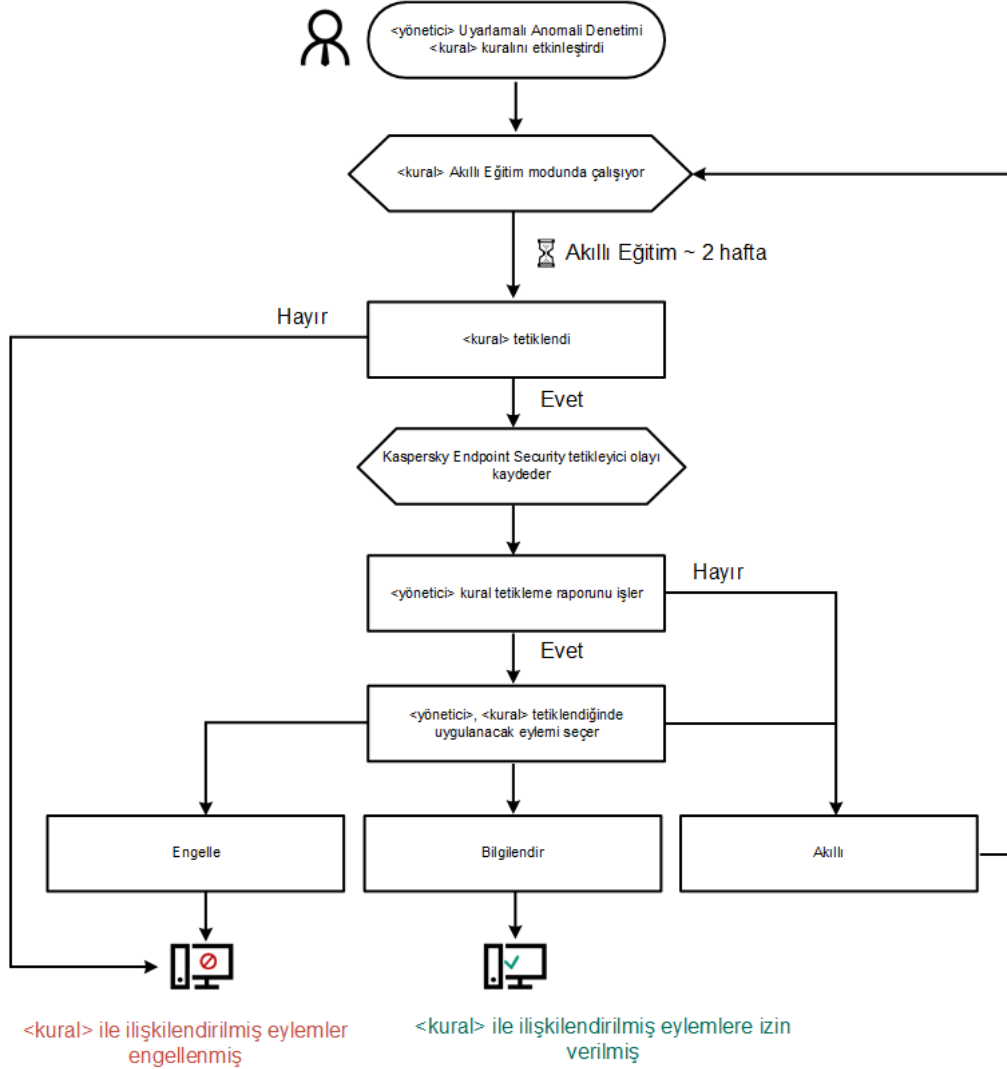 <yönetici> Uyarlamalı Anomali Denetimi
<kural> kuralını etkinleştirdi
<kural> Akıllı Eğitim modunda çalışıyor
Akıllı Eğitim ~ 2 hafta
Hayır
<kural> tetiklendi
Evet
Kaspersky Endpoint Security tetikleyici olayı
kaydeder
<yönetici> kural tetikleme raporunu işler
Hayır
Evet
<yönetici>, <kural> tetiklendiğinde
uygulanacak eylemi seçer
Engelle
Bilgilendir
Akıllı
<kural> ile ilişkilendirilmiş eylemler
engellenmiş
<kural> ile ilişkilendirilmiş eylemlere izin
verilmiş